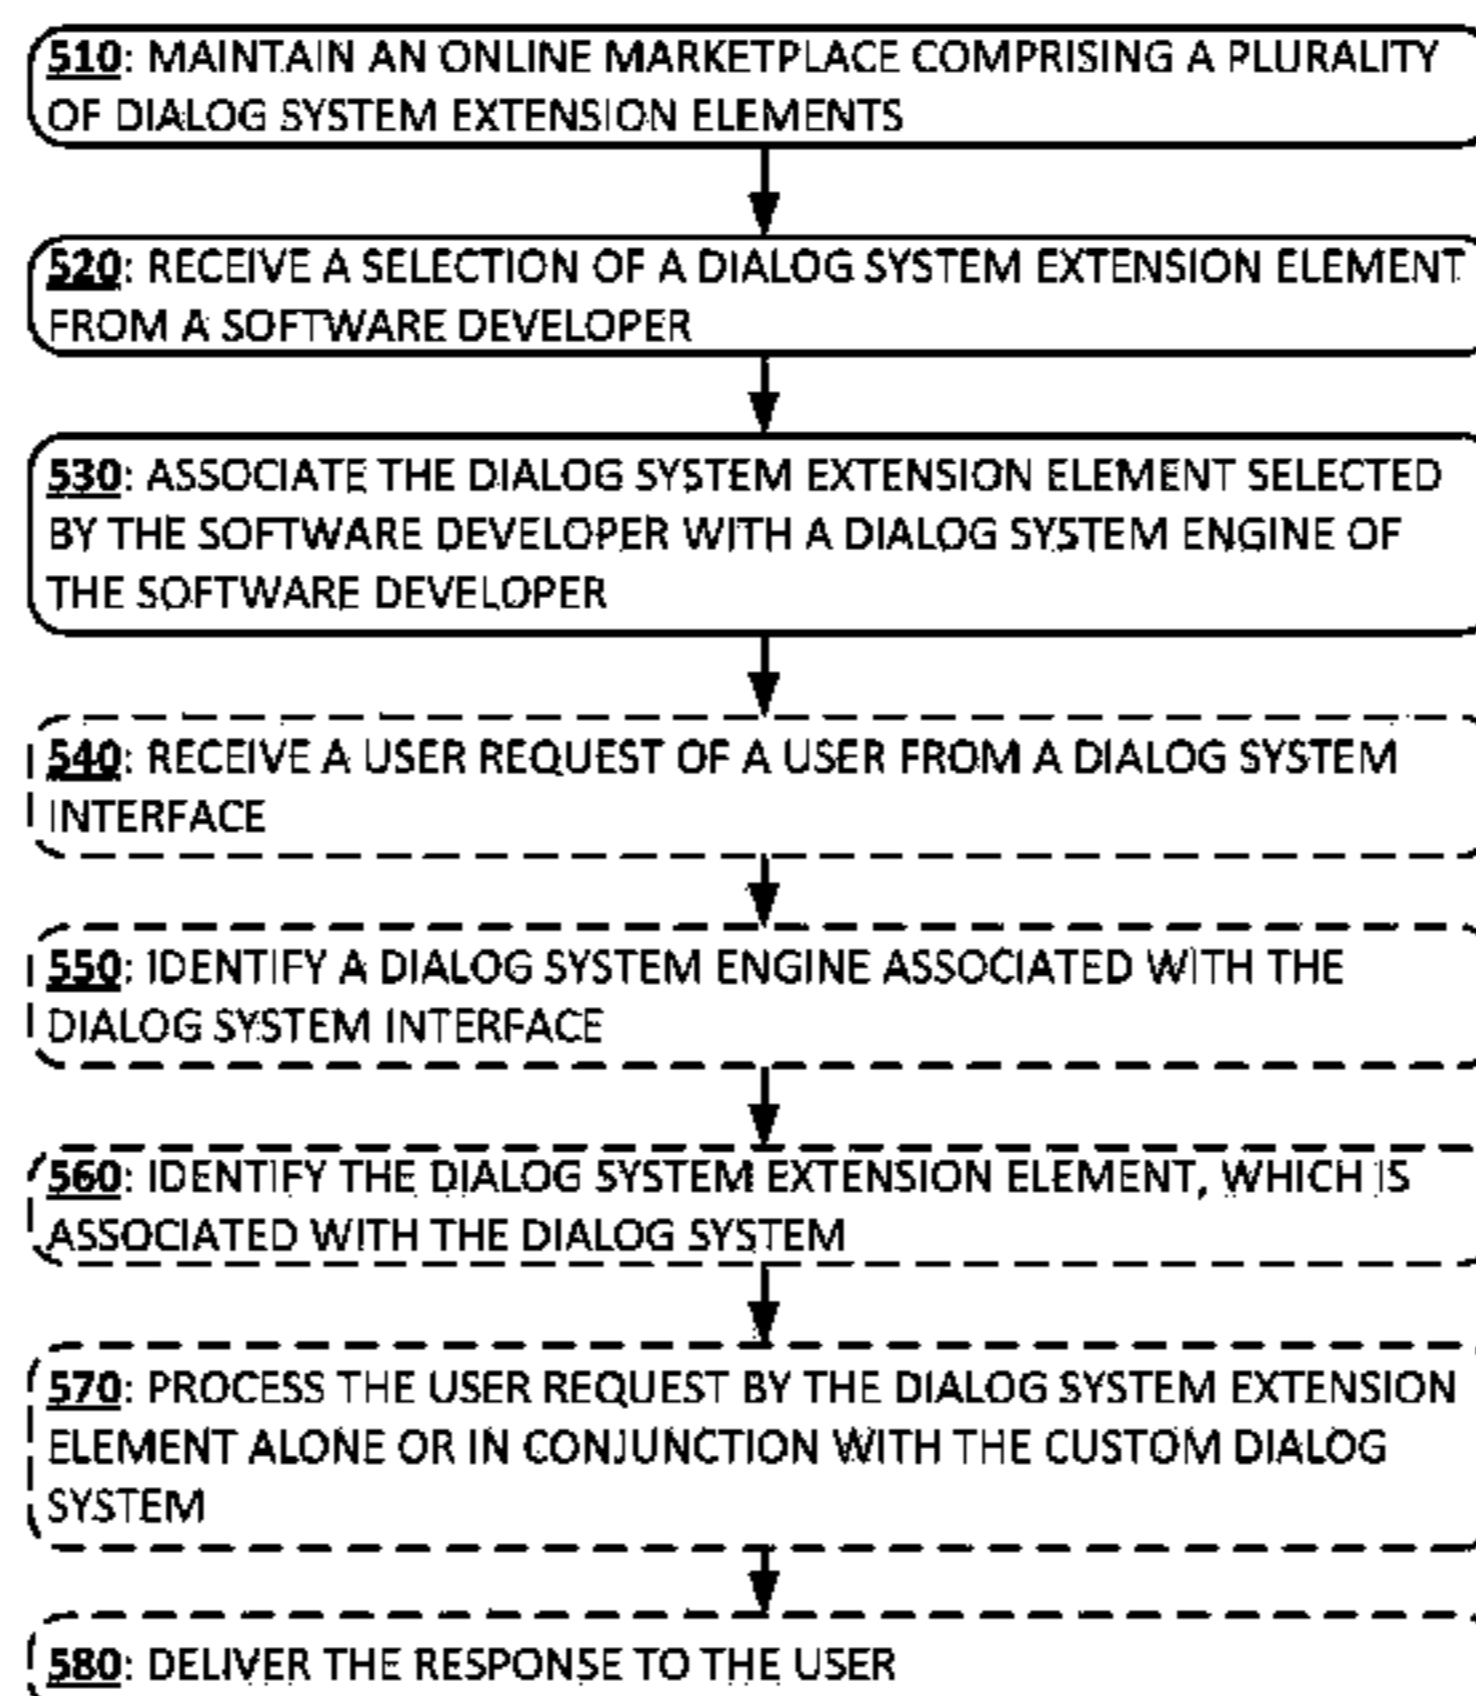 510: MAINTAIN AN ONLINE MARKETPLACE COMPRISING A PLURALITY
OF DIALOG SYSTEM EXTENSION ELEMENTS
520: RECEIVE A SELECTION OF A DIALOG SYSTEM EXTENSION ELEMENT
FROM A SOFTWARE DEVELOPER
530: ASSOCIATE THE DIALOG SYSTEM EXTENSION ELEMENT SELECTED
BY THE SOFTWARE DEVELOPER WITH A DIALOG SYSTEM ENGINE OF
THE SOFTWARE DEVELOPER
540: RECEIVE A USER REQUEST OF A USER FROM A DIALOG SYSTEM
INTERFACE
550: IDENTIFY A DIALOG SYSTEM ENGINE ASSOCIATED WITH THE
DIALOG SYSTEM INTERFACE
560: IDENTIFY THE DIALOG SYSTEM EXTENSION ELEMENT, WHICH IS
ASSOCIATED WITH THE DIALOG SYSTEM
570: PROCESS THE USER REQUEST BY THE DIALOG SYSTEM EXTENSION
ELEMENT ALONE OR IN CONJUNCTION WITH THE CUSTOM DIALOG
SYSTEM
580: DELIVER THE RESPONSE TO THE USER